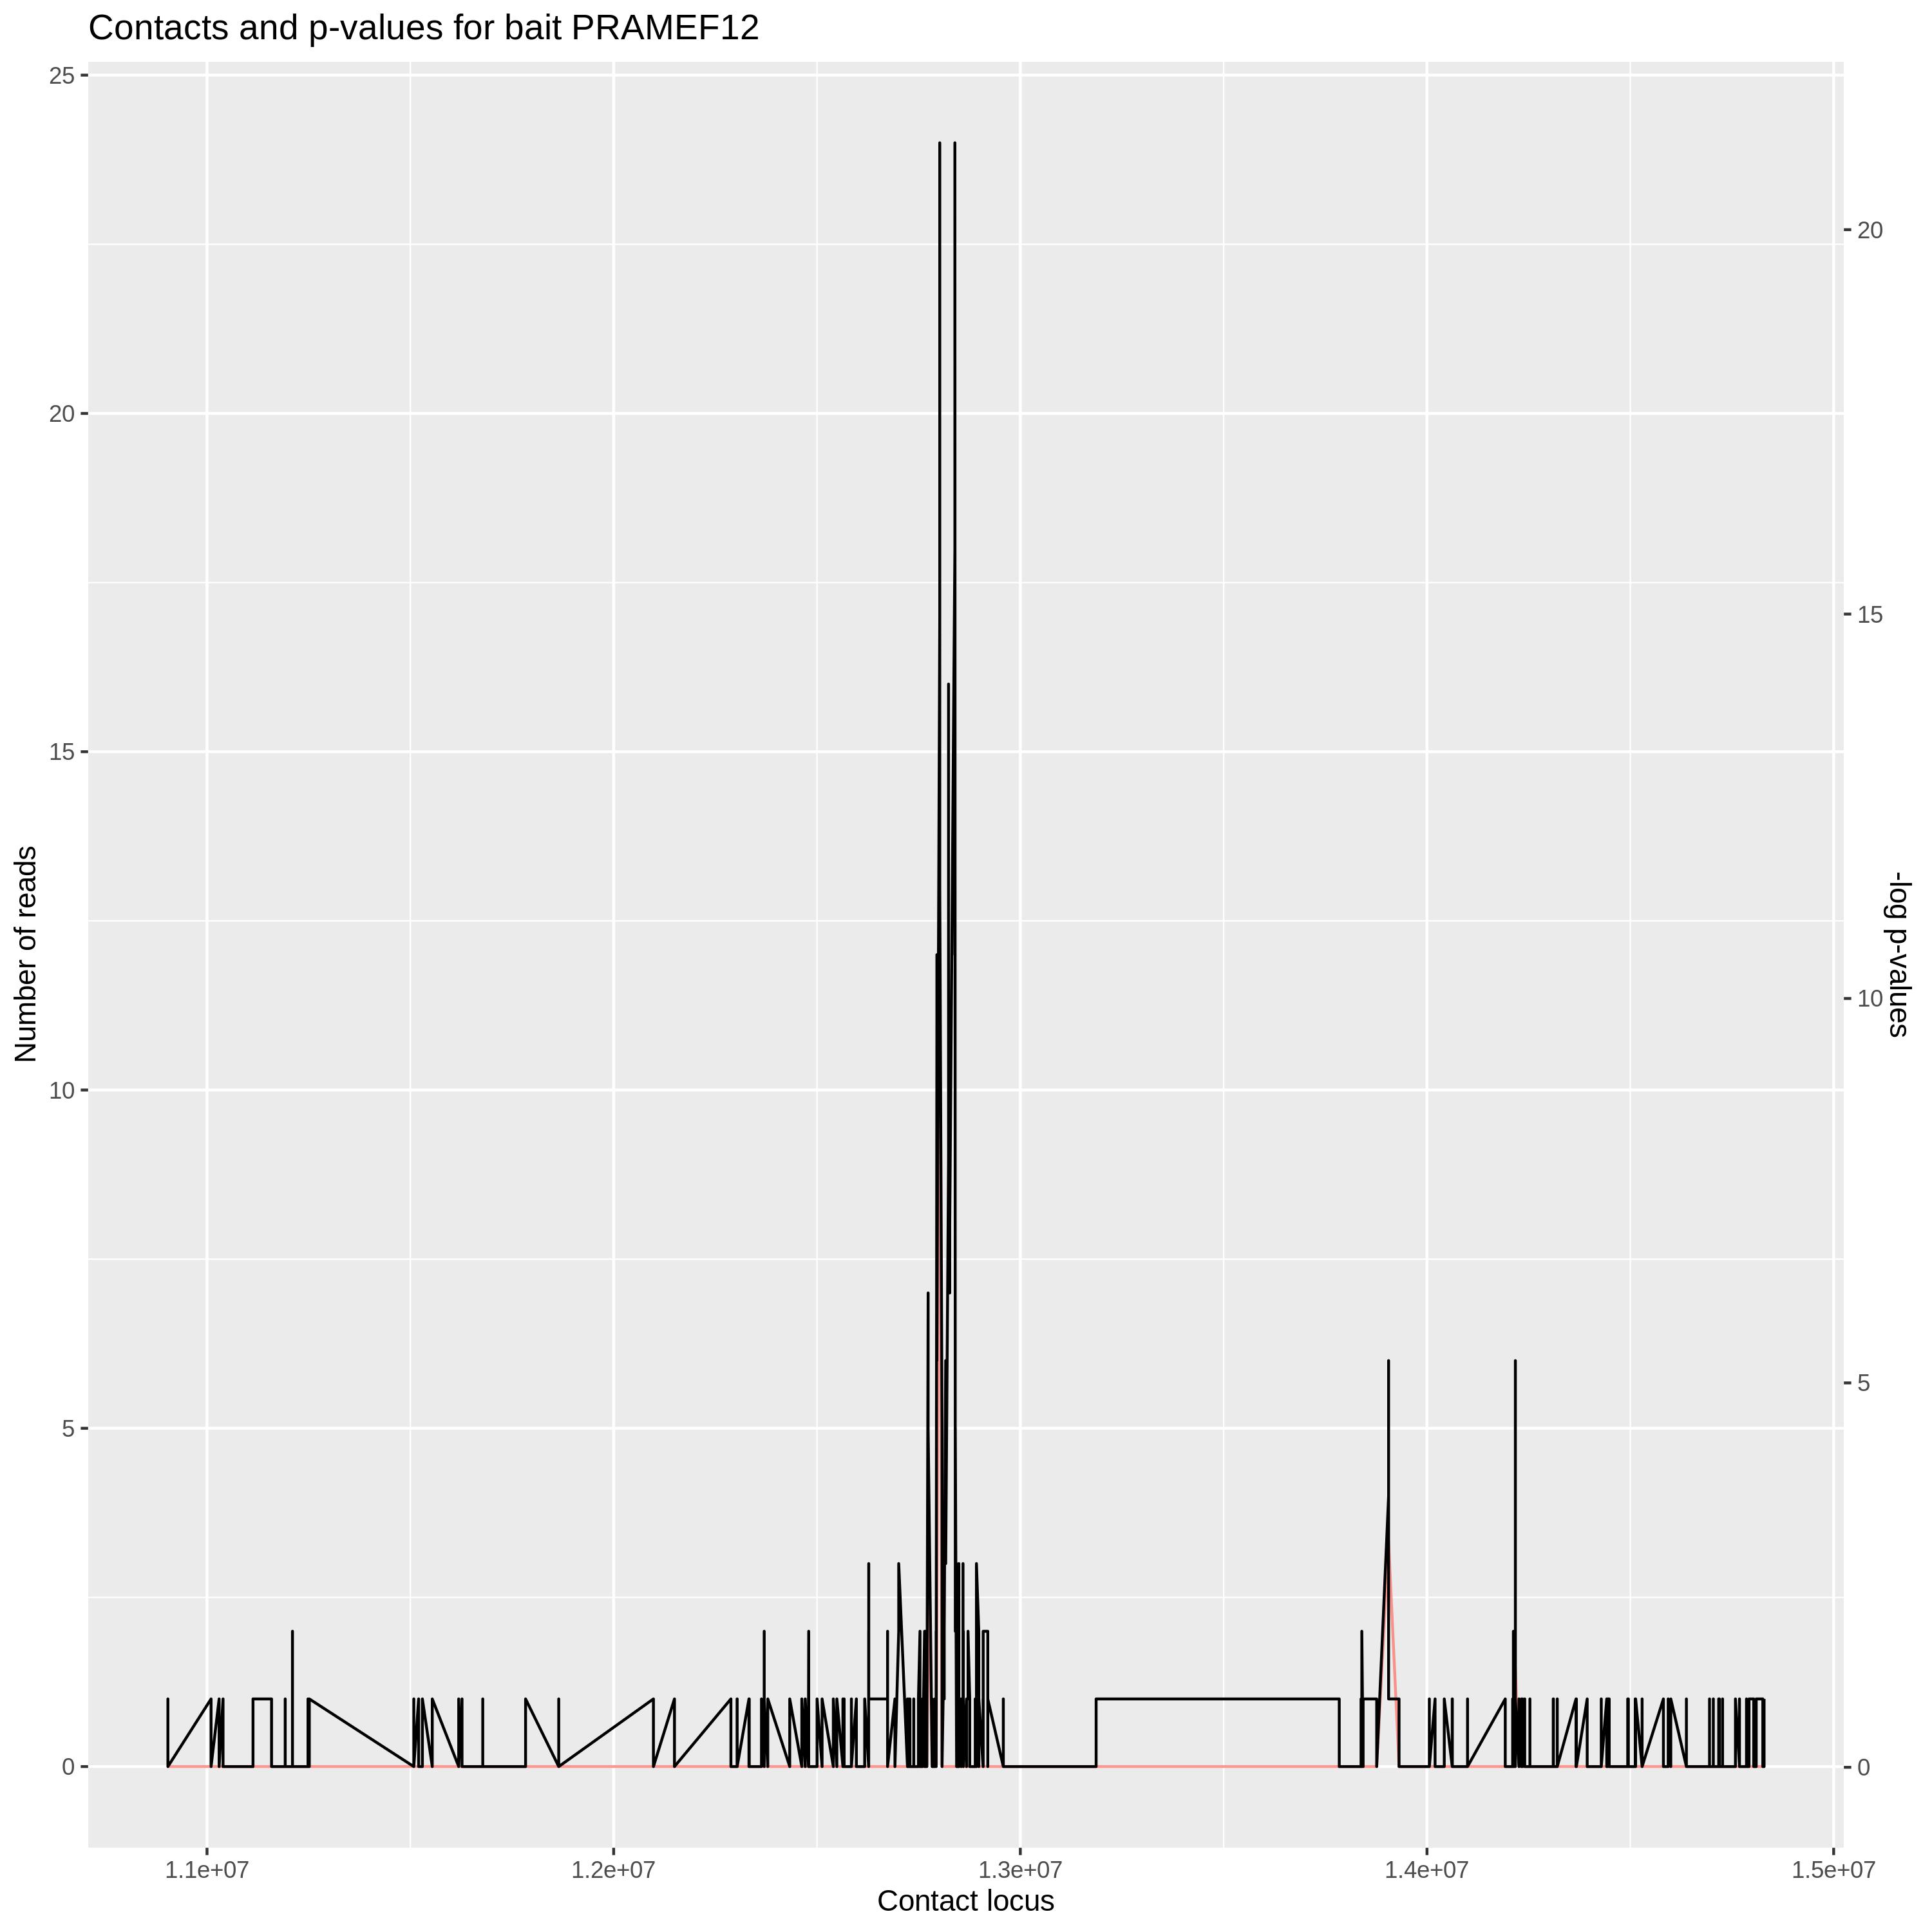 Contacts and p-values for bait PRAMEF12
25
20
15
10
5
0
Number of reads
20
15
10
5
0
-log p-values
1.1e+07 1.2e+07 1.3e+07 1.4e+07 1.5e+07
Contact locus